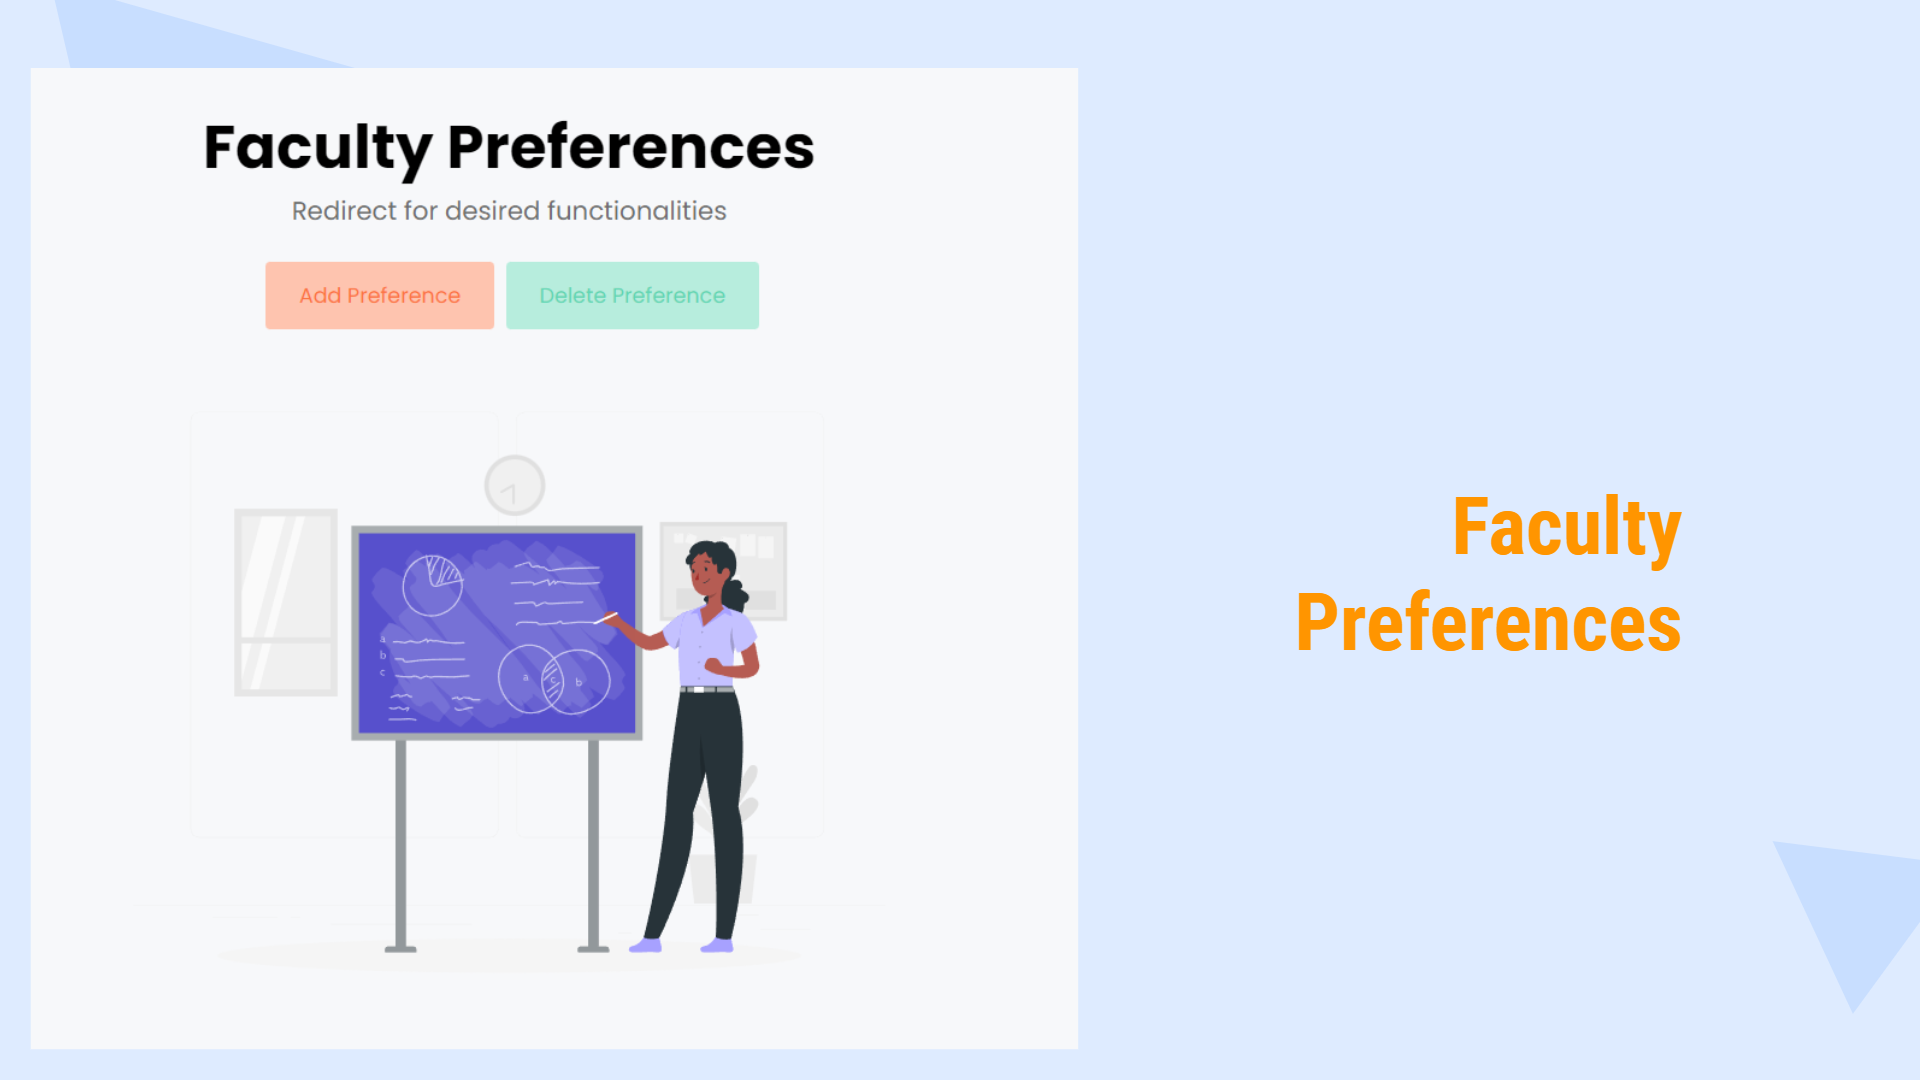 Faculty Preferences
Redirect for desired functionalities
Add Preference
Delete Preference
a
b
c
a
c
b
Faculty
Preferences